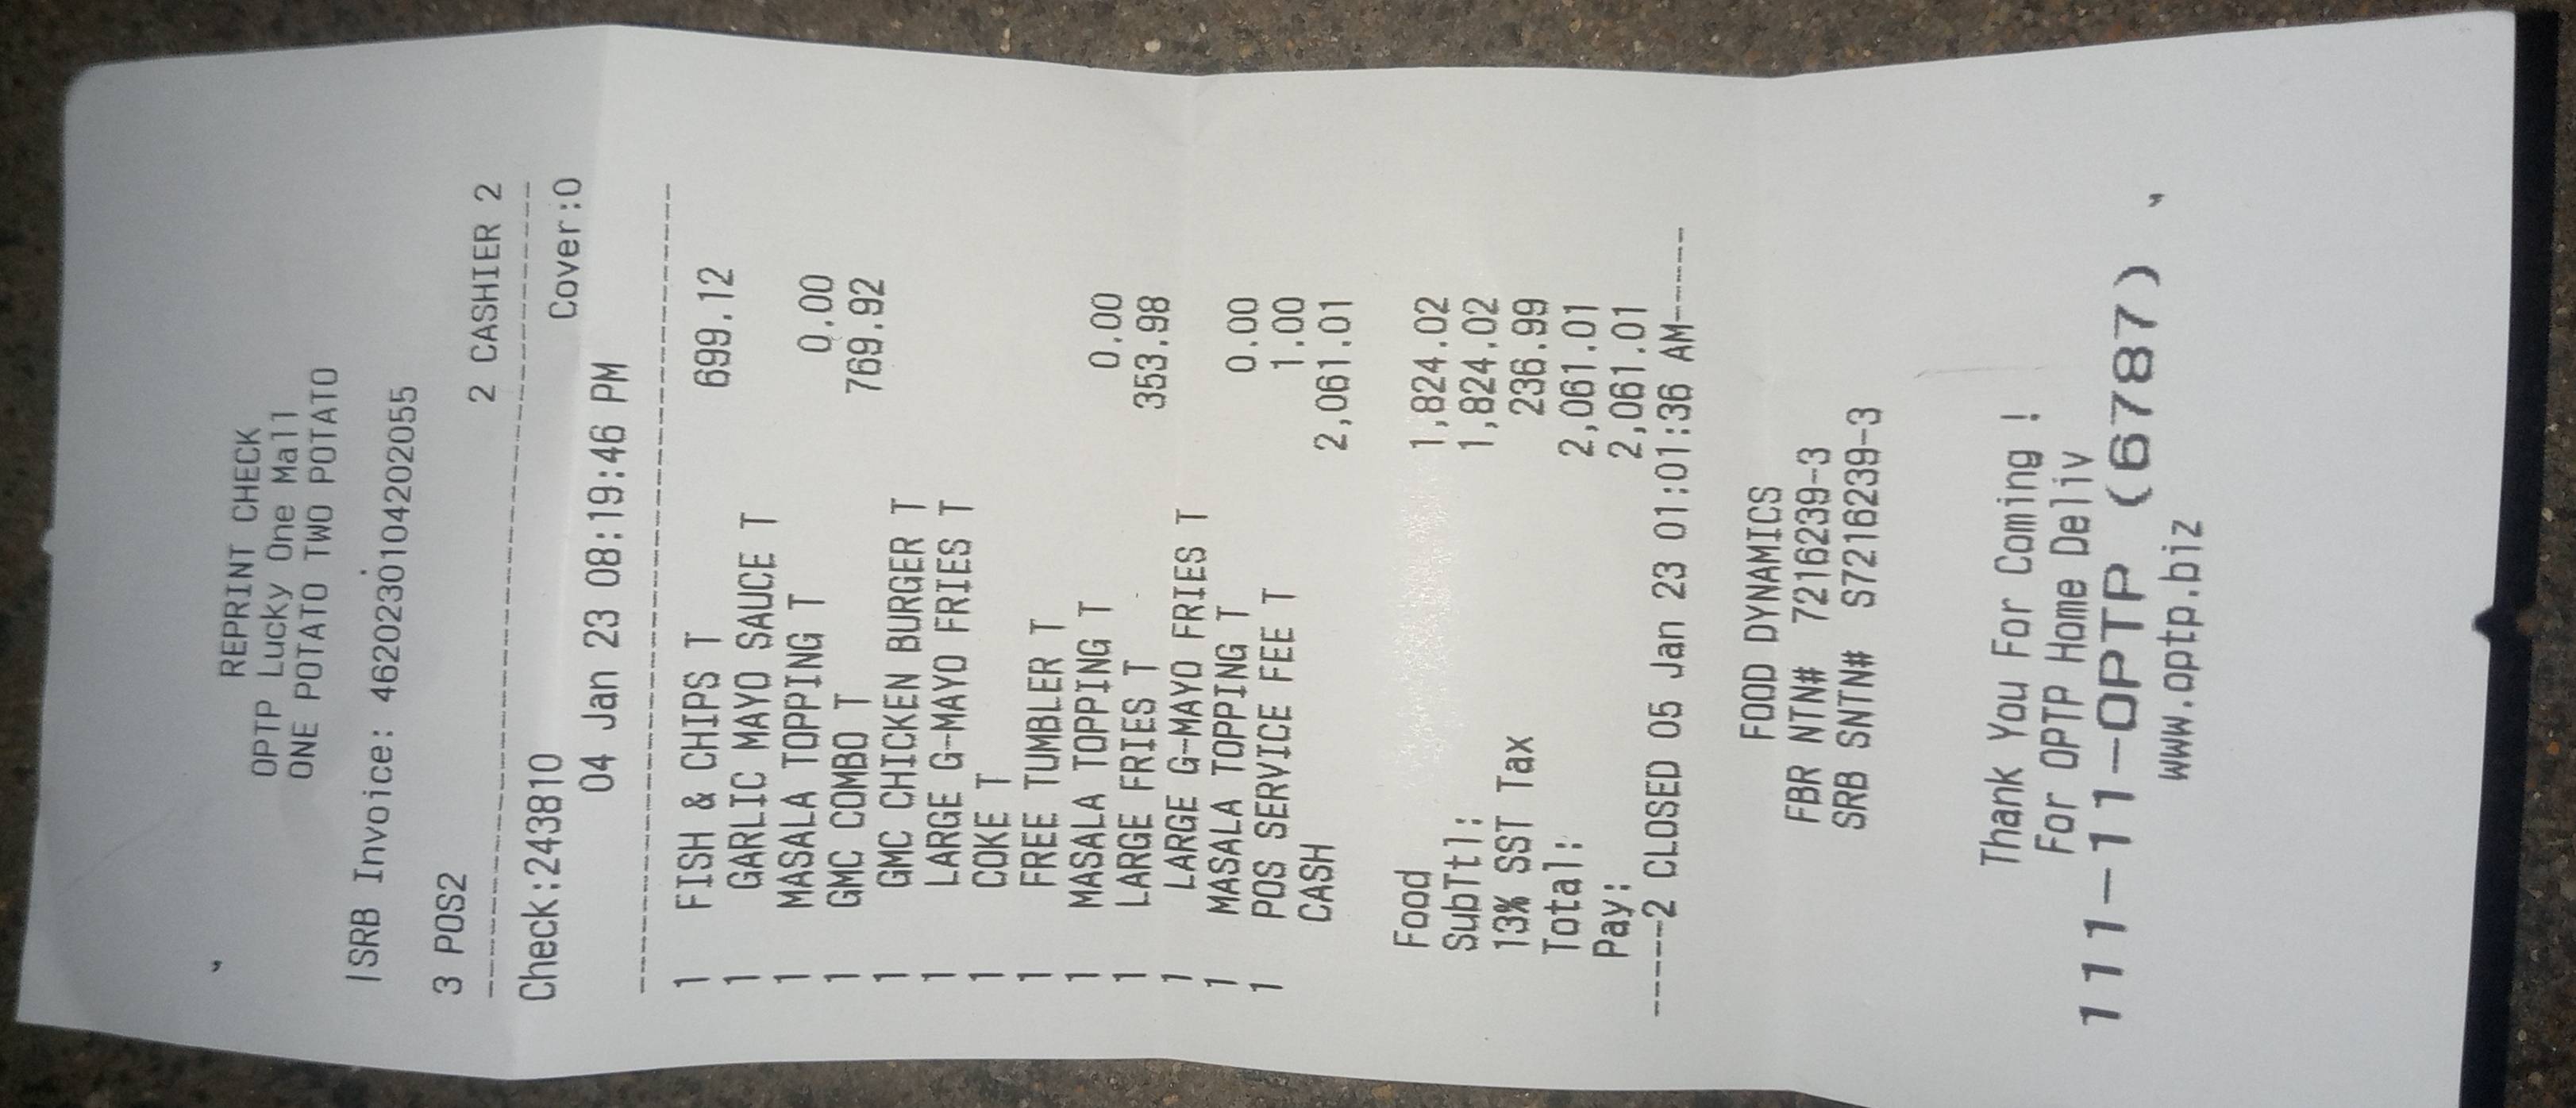 REPRINT CHECK
OPTP Lucky One Mall
ONE POTATO TWO POTATO
SRB Invoice: 4620230104202055
3 POS2 2 CASHIER 2
--------------------------------
Check:243810 Cover:0
04 Jan 23 08:19:46 PM
--------------------------------
1 FISH & CHIPS T 699.12
1 GARLIC MAYO SAUCE T
1 MASALA TOPPING T 0.00
1 GMC COMBO T 769.92
1 GMC CHICKEN BURGER T
1 LARGE G-MAYO FRIES T
1 COKE T
1 FREE TUMBLER T
1 MASALA TOPPING T 0.00
1 LARGE FRIES T 353.98
1 LARGE G-MAYO FRIES T
1 MASALA TOPPING T 0.00
1 POS SERVICE FEE T 1.00
CASH 2,061.01
Food 1,824.02
SubTtl: 1,824.02
13% SST Tax 236.99
Total: 2,061.01
Pay: 2,061.01
-----2 CLOSED 05 Jan 23 01:01:36 AM-----
FOOD DYNAMICS
FBR NTN# 7216239-3
SRB SNTN# S7216239-3
Thank You For Coming !
For OPTP Home Deliv
111-11-OPTP (6787)
www.optp.biz